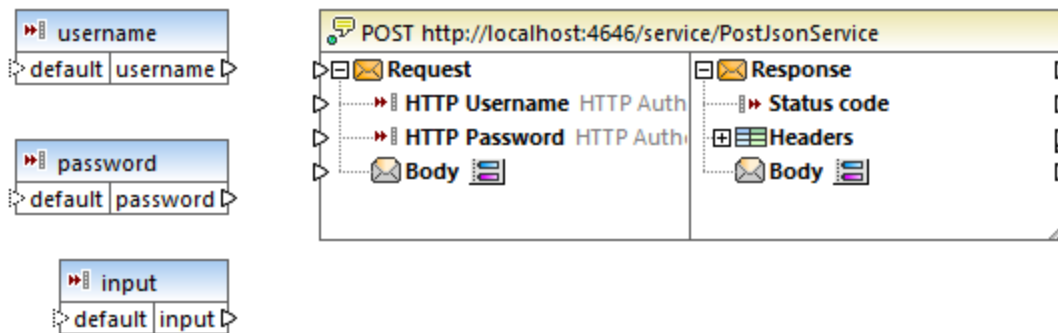 username
default username
password
default password
input
default input
POST http://localhost:4646/service/PostJsonService
Request
HTTP Username HTTP Auth
HTTP Password HTTP Auth
Body
Response
Status code
Headers
Body